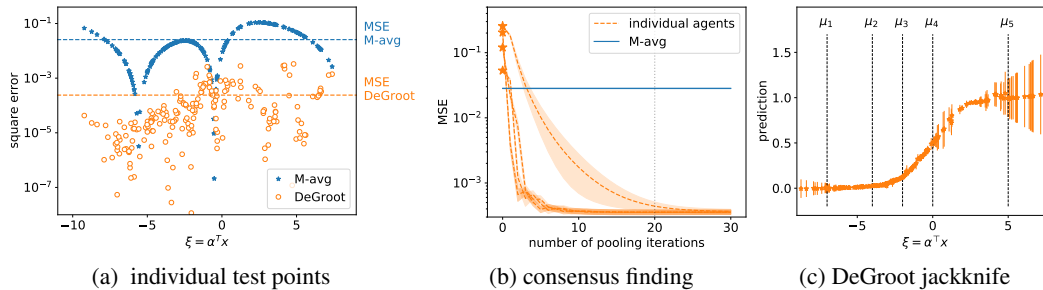 10⁻¹
10⁻³
10⁻⁵
10⁻⁷
square error
MSE
M-avg
MSE
DeGroot
M-avg
DeGroot
−10
−5
0
5
ξ = αᵀx
(a) individual test points
10⁻¹
10⁻²
10⁻³
MSE
individual agents
M-avg
0
10
20
30
number of pooling iterations
(b) consensus finding
μ₁
μ₂
μ₃
μ₄
μ₅
1.5
1.0
0.5
0.0
prediction
−5
0
5
ξ = α⊤x
(c) DeGroot jackknife